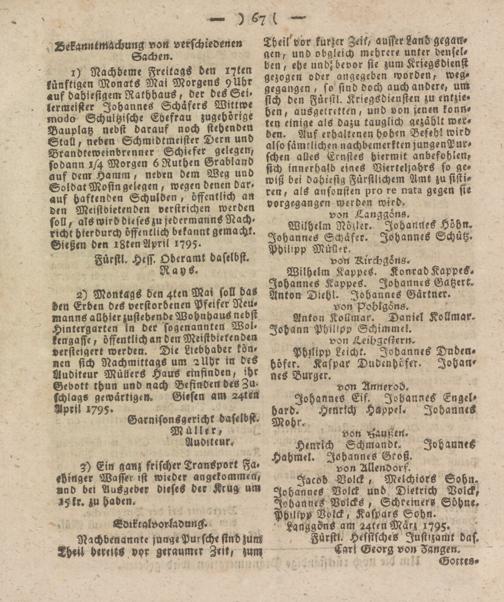 — ) 67 ( —
Bekanntmachung von verschiedenen
Sachen.
1) Nachdeme Freitags den 17ten
künftigen Monats Mai Morgens 9 Uhr
auf dahiesigem Rathhaus, der des Sei-
lermeister Johannes Schäfers Wittwe
modo Schulzische Ehefrau zugehörige
Bauplatz nebst darauf noch stehenden
Stall, neben Schmidtmeister Dern und
Brandteweinbrenner Schiefer gelegen,
sodann 1/4 Morgen 6 Ruthen Grabland
auf dem Hamm, neben dem Weg und
Soldat Mosin gelegen, wegen denen dar-
auf haftenden Schulden, öffentlich an
den Meistbietenden verstrichen werden
soll, als wird dieses zu jedermanns Nach-
richt hierdurch öffentlich bekannt gemacht.
Gießen den 18ten April 1795.
Fürstl. Hess. Oberamt daselbst.
Rays.
2) Montags den 4ten Mai soll das
den Erben des verstorbenen Pfeifer Neu-
manns allhier zustehende Wohnhaus nebst
Hintergarten in der sogenannten Wol-
kengasse, öffentlich an den Meistbietenden
versteigert werden. Die Liebhaber kön-
nen sich Nachmittags um 2 Uhr in des
Auditeur Müllers Haus einfinden, ihr
Gebott thun und nach Befinden des Zu-
schlags gewärtigen. Giesen am 24ten
April 1795.
Garnisonsgericht daselbst.
Müller,
Auditeur.
3) Ein ganz frischer Transport Fa-
chinger Wasser ist wieder angekommen,
und bei Ausgeber dieses der Krug um
15 kr. zu haben.
Edikralvorladung.
Nachbenannte junge Pursche sind zum
Theil bereits vor geraumer Zeit, zum
Theil vor kurzer Zeit, ausser Land gegan-
gen, und obgleich mehrere unter denensel-
ben, ehe und bevor sie zum Kriegsdienst
gezogen oder angegeben worden, weg-
gegangen, so sind doch auch andere, um
sich den Fürstl. Kriegsdiensten zu entzie-
hen, ausgetretten, und von jenen konn-
ten einige als dazu tauglich gezählt wer-
den. Auf erhaltenen hohen Befehl wird
also sämtlichen nachbemerkten jungen Pur-
schen alles Ernstes hiermit anbefohlen,
sich innerhalb eines Vierteljahrs so ge-
wiß bei dahiesig Fürstlichem Amt zu sisti-
ren, als ansonsten pro re nata gegen sie
vorgegangen werden wird.
von Langgöns.
Wilhelm Nöller. Johannes Höhn.
Johannes Schäfer. Johannes Schütz.
Philipp Müller.
von Kirchgöns.
Wilhelm Kappes. Konrad Kappes.
Johannes Kappes. Johannes Gatzert.
Anton Diehl. Johannes Gärtner.
von Pohlgöns.
Anton Kollmar. Daniel Kollmar.
Johann Philipp Schimmel.
von Leihgestern.
Philipp Leicht. Johannes Duden-
höfer. Kaspar Dudenhöfer. Johan-
nes Burger.
von Annerod.
Johannes Eif. Johannes Engel-
hard. Henrich Happel. Johannes
Mohr.
von Haußen.
Henrich Schmandt. Johannes
Hahmel. Johannes Groß.
von Allendorf.
Jacob Volck, Melchiors Sohn.
Johannes Volck und Dietrich Volck,
Johannes Volcks, Schreiners Söhne.
Philipp Volck, Kaspars Sohn.
Langgöns am 24ten März 1795.
Fürstl. Hessisches Justizamt das.
Carl Georg von Zangen.
Gottes-